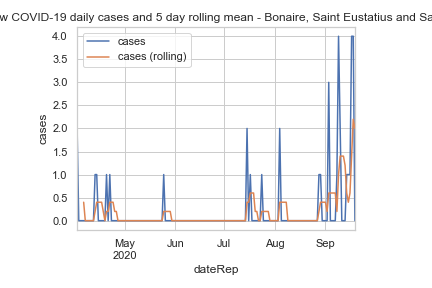 w COVID-19 daily cases and 5 day rolling mean - Bonaire, Saint Eustatius and Sa
cases
cases (rolling)
4.0
3.5
3.0
2.5
2.0
1.5
1.0
0.5
0.0
cases
May Jun Jul Aug Sep
2020
dateRep